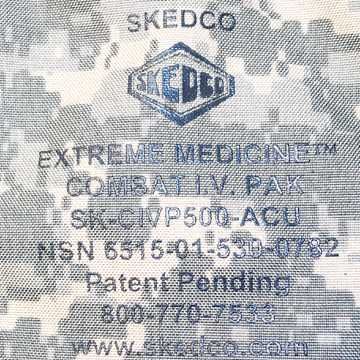 SKEDCO
SKEDCO
EXTREME MEDICINE™
COMBAT I.V. PAK
SK-CIVP500-ACU
NSN 6515-01-530-0782
Patent Pending
800-770-7533
www.skedco.com